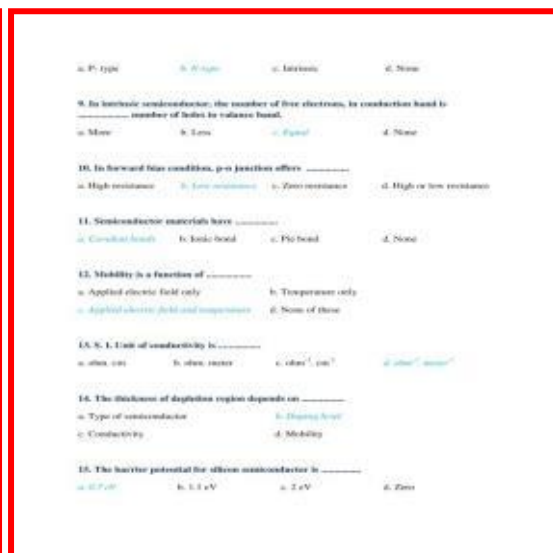 a. P- type b. N-type c. Intrinsic d. None
9. In intrinsic semiconductor, the number of free electrons, in conduction band is
................. number of holes in valance band.
a. More b. Less c. Equal d. None
10. In forward bias condition, p-n junction offers ..............
a. High resistance b. Low resistance c. Zero resistance d. High or low resistance
11. Semiconductor materials have ..............
a. Covalent bonds b. Ionic bond c. Pie bond d. None
12. Mobility is a function of ...............
a. Applied electric field only b. Temperature only
c. Applied electric field and temperature d. None of these
13. S. I. Unit of conductivity is ..............
a. ohm. cm b. ohm. meter c. ohm⁻¹. cm⁻¹ d. ohm⁻¹. meter⁻¹
14. The thickness of depletion region depends on ..............
a. Type of semiconductor b. Doping level
c. Conductivity d. Mobility
15. The barrier potential for silicon semiconductor is .............
a. 0.7 eV b. 1.1 eV c. 2 eV d. Zero